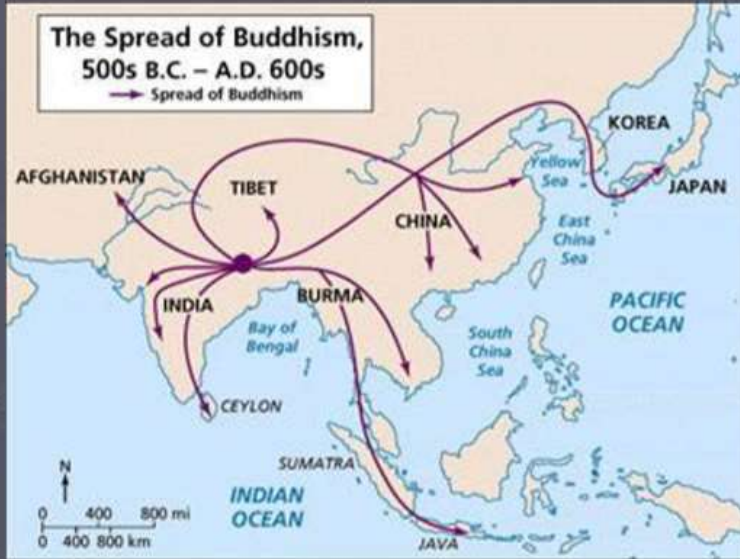 The Spread of Buddhism,
500s B.C. – A.D. 600s
Spread of Buddhism
KOREA
AFGHANISTAN
TIBET
Yellow
Sea
JAPAN
CHINA
East
China
Sea
INDIA
BURMA
PACIFIC
OCEAN
Bay of
Bengal
South
China
Sea
CEYLON
SUMATRA
N
INDIAN
OCEAN
0 400 800 mi
0 400 800 km
JAVA